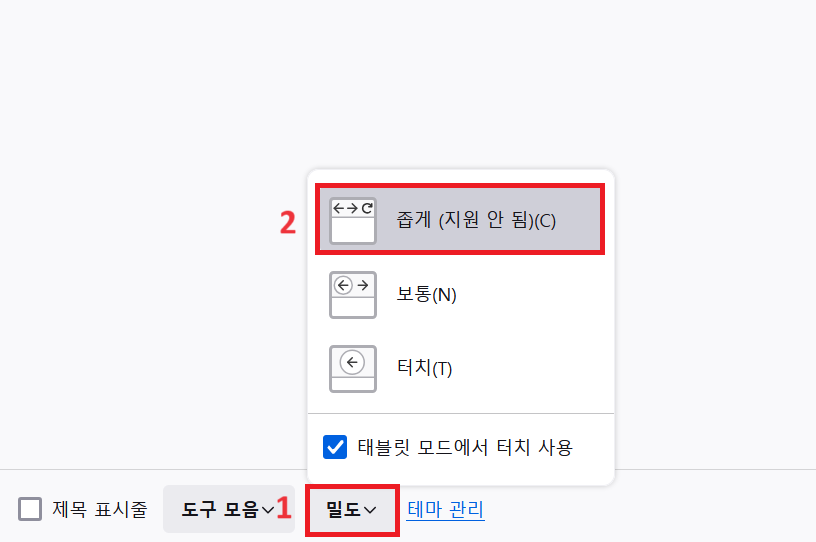 2
좁게 (지원 안 됨)(C)
보통(N)
터치(T)
태블릿 모드에서 터치 사용
제목 표시줄
도구 모음
1
밀도
테마 관리